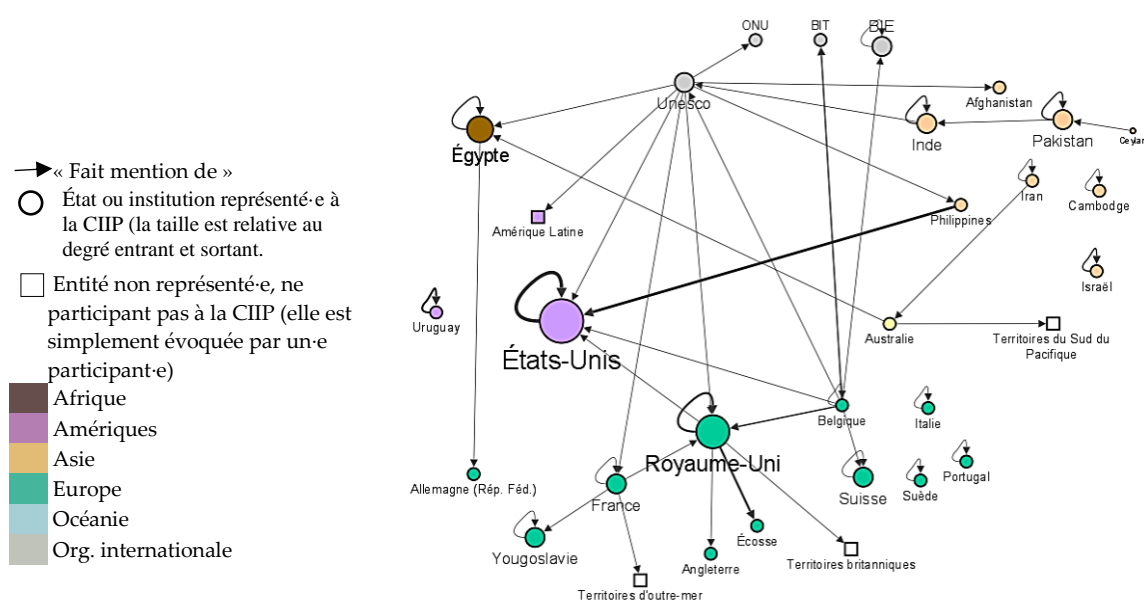 « Fait mention de »
État ou institution représenté·e à
la CIIP (la taille est relative au
degré entrant et sortant.
Entité non représenté·e, ne
participant pas à la CIIP (elle est
simplement évoquée par un·e
participant·e)
Afrique
Amériques
Asie
Europe
Océanie
Org. internationale
ONU
BIT
BIE
Unesco
Afghanistan
Égypte
Inde
Pakistan
Ceylan
Iran
Cambodge
Philippines
Amérique Latine
Israël
Uruguay
États-Unis
Australie
Territoires du Sud du
Pacifique
Belgique
Italie
Royaume-Uni
Allemagne (Rép. Féd.)
France
Suisse
Suède
Portugal
Yougoslavie
Écosse
Angleterre
Territoires britanniques
Territoires d'outre-mer